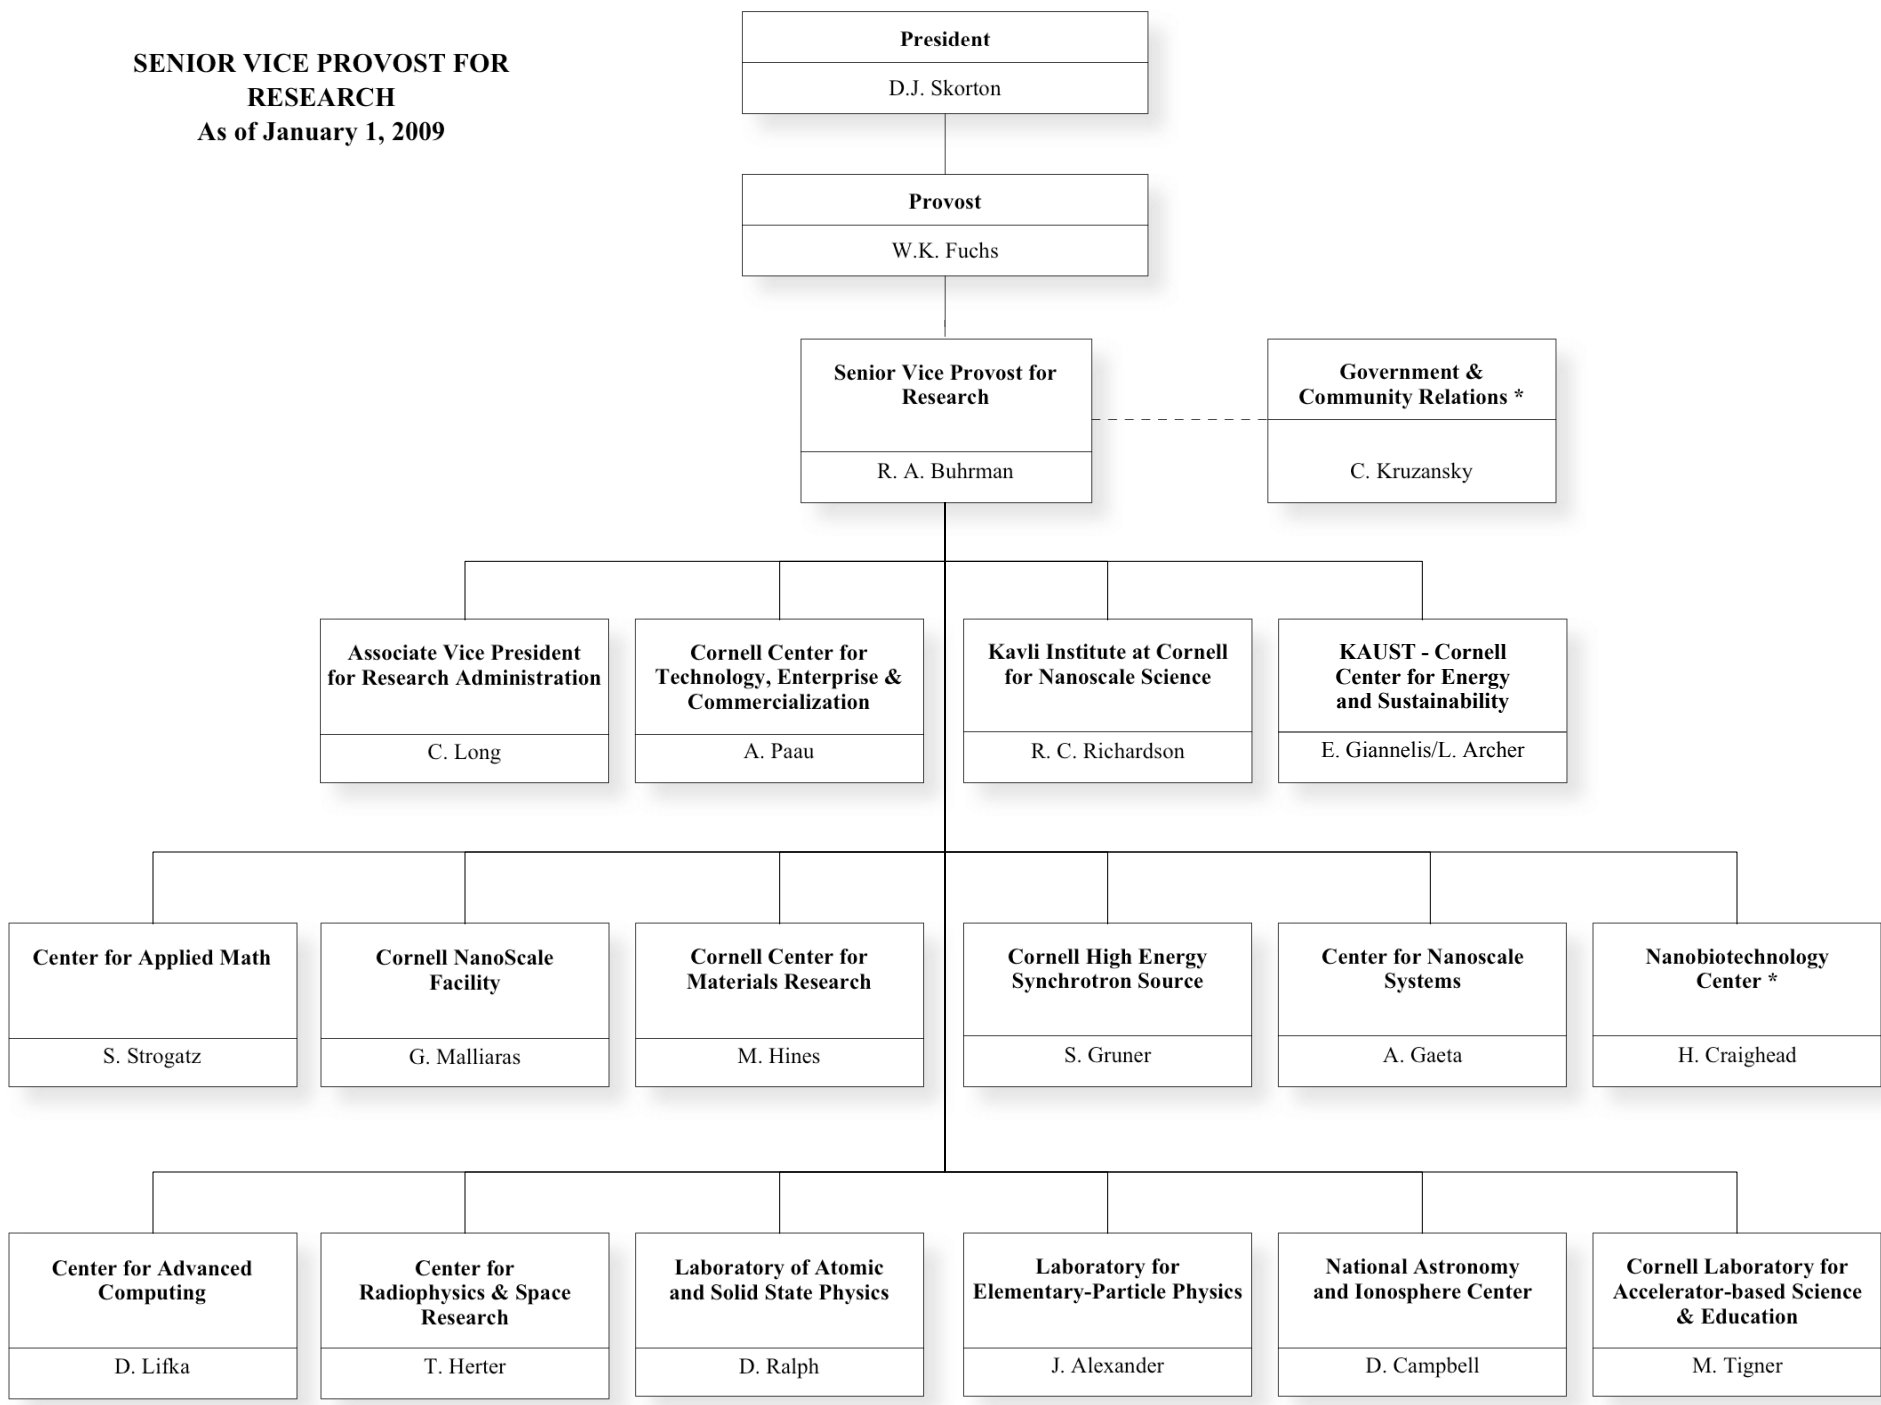 SENIOR VICE PROVOST FOR
RESEARCH
As of January 1, 2009
President
D.J. Skorton
Provost
W.K. Fuchs
Senior Vice Provost for
Research
R. A. Buhrman
Government &
Community Relations *
C. Kruzansky
Associate Vice President
for Research Administration
C. Long
Cornell Center for
Technology, Enterprise &
Commercialization
A. Paau
Kavli Institute at Cornell
for Nanoscale Science
R. C. Richardson
KAUST - Cornell
Center for Energy
and Sustainability
E. Giannelis/L. Archer
Center for Applied Math
S. Strogatz
Cornell NanoScale
Facility
G. Malliaras
Cornell Center for
Materials Research
M. Hines
Cornell High Energy
Synchrotron Source
S. Gruner
Center for Nanoscale
Systems
A. Gaeta
Nanobiotechnology
Center *
H. Craighead
Center for Advanced
Computing
D. Lifka
Center for
Radiophysics & Space
Research
T. Herter
Laboratory of Atomic
and Solid State Physics
D. Ralph
Laboratory for
Elementary-Particle Physics
J. Alexander
National Astronomy
and Ionosphere Center
D. Campbell
Cornell Laboratory for
Accelerator-based Science
& Education
M. Tigner